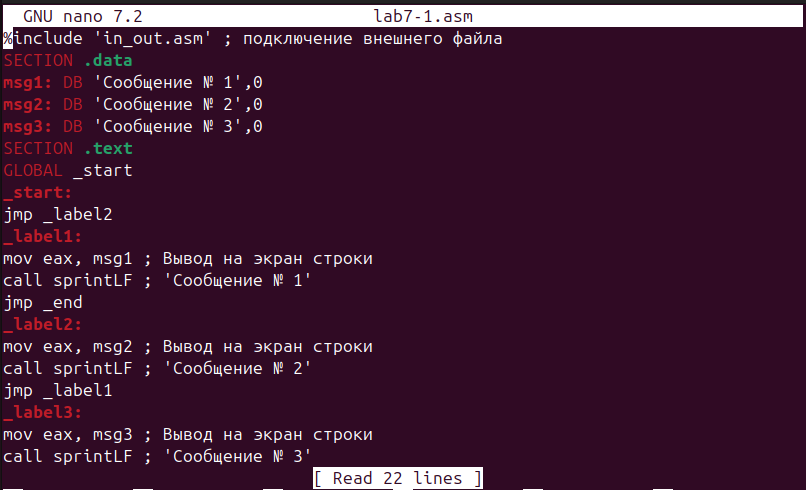 GNU nano 7.2 lab7-1.asm
%include 'in_out.asm' ; подключение внешнего файла
SECTION .data
msg1: DB 'Сообщение № 1',0
msg2: DB 'Сообщение № 2',0
msg3: DB 'Сообщение № 3',0
SECTION .text
GLOBAL _start
_start:
jmp _label2
_label1:
mov eax, msg1 ; Вывод на экран строки
call sprintLF ; 'Сообщение № 1'
jmp _end
_label2:
mov eax, msg2 ; Вывод на экран строки
call sprintLF ; 'Сообщение № 2'
jmp _label1
_label3:
mov eax, msg3 ; Вывод на экран строки
call sprintLF ; 'Сообщение № 3'
[ Read 22 lines ]